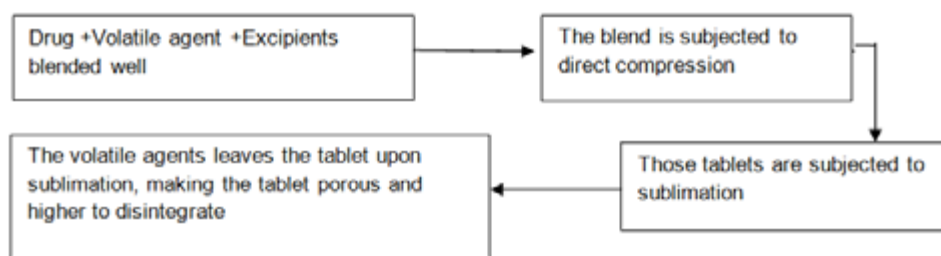 Drug +Volatile agent +Excipients
blended well
The blend is subjected to
direct compression
Those tablets are subjected to
sublimation
The volatile agents leaves the tablet upon
sublimation, making the tablet porous and
higher to disintegrate